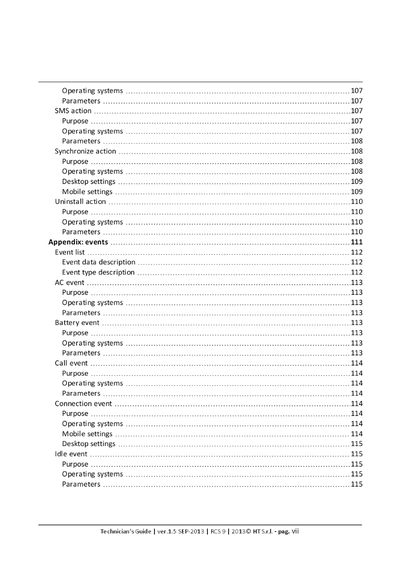 Operating systems 107
Parameters 107
SMS action 107
Purpose 107
Operating systems 107
Parameters 108
Synchronize action 108
Purpose 108
Operating systems 108
Desktop settings 109
Mobile settings 109
Uninstall action 110
Purpose 110
Operating systems 110
Parameters 110
Appendix: events 111
Event list 112
Event data description 112
Event type description 112
AC event 113
Purpose 113
Operating systems 113
Parameters 113
Battery event 113
Purpose 113
Operating systems 113
Parameters 113
Call event 114
Purpose 114
Operating systems 114
Parameters 114
Connection event 114
Purpose 114
Operating systems 114
Mobile settings 114
Desktop settings 115
Idle event 115
Purpose 115
Operating systems 115
Parameters 115
Technician's Guide | ver.1.5 SEP-2013 | RCS 9 | 2013© HT S.r.l. - pag. vii